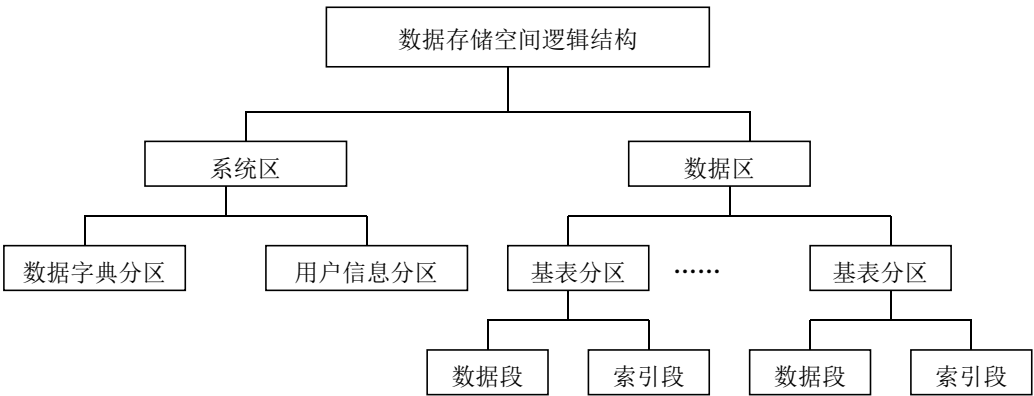 数据存储空间逻辑结构
系统区
数据区
数据字典分区
用户信息分区
基表分区
……
基表分区
数据段
索引段
数据段
索引段